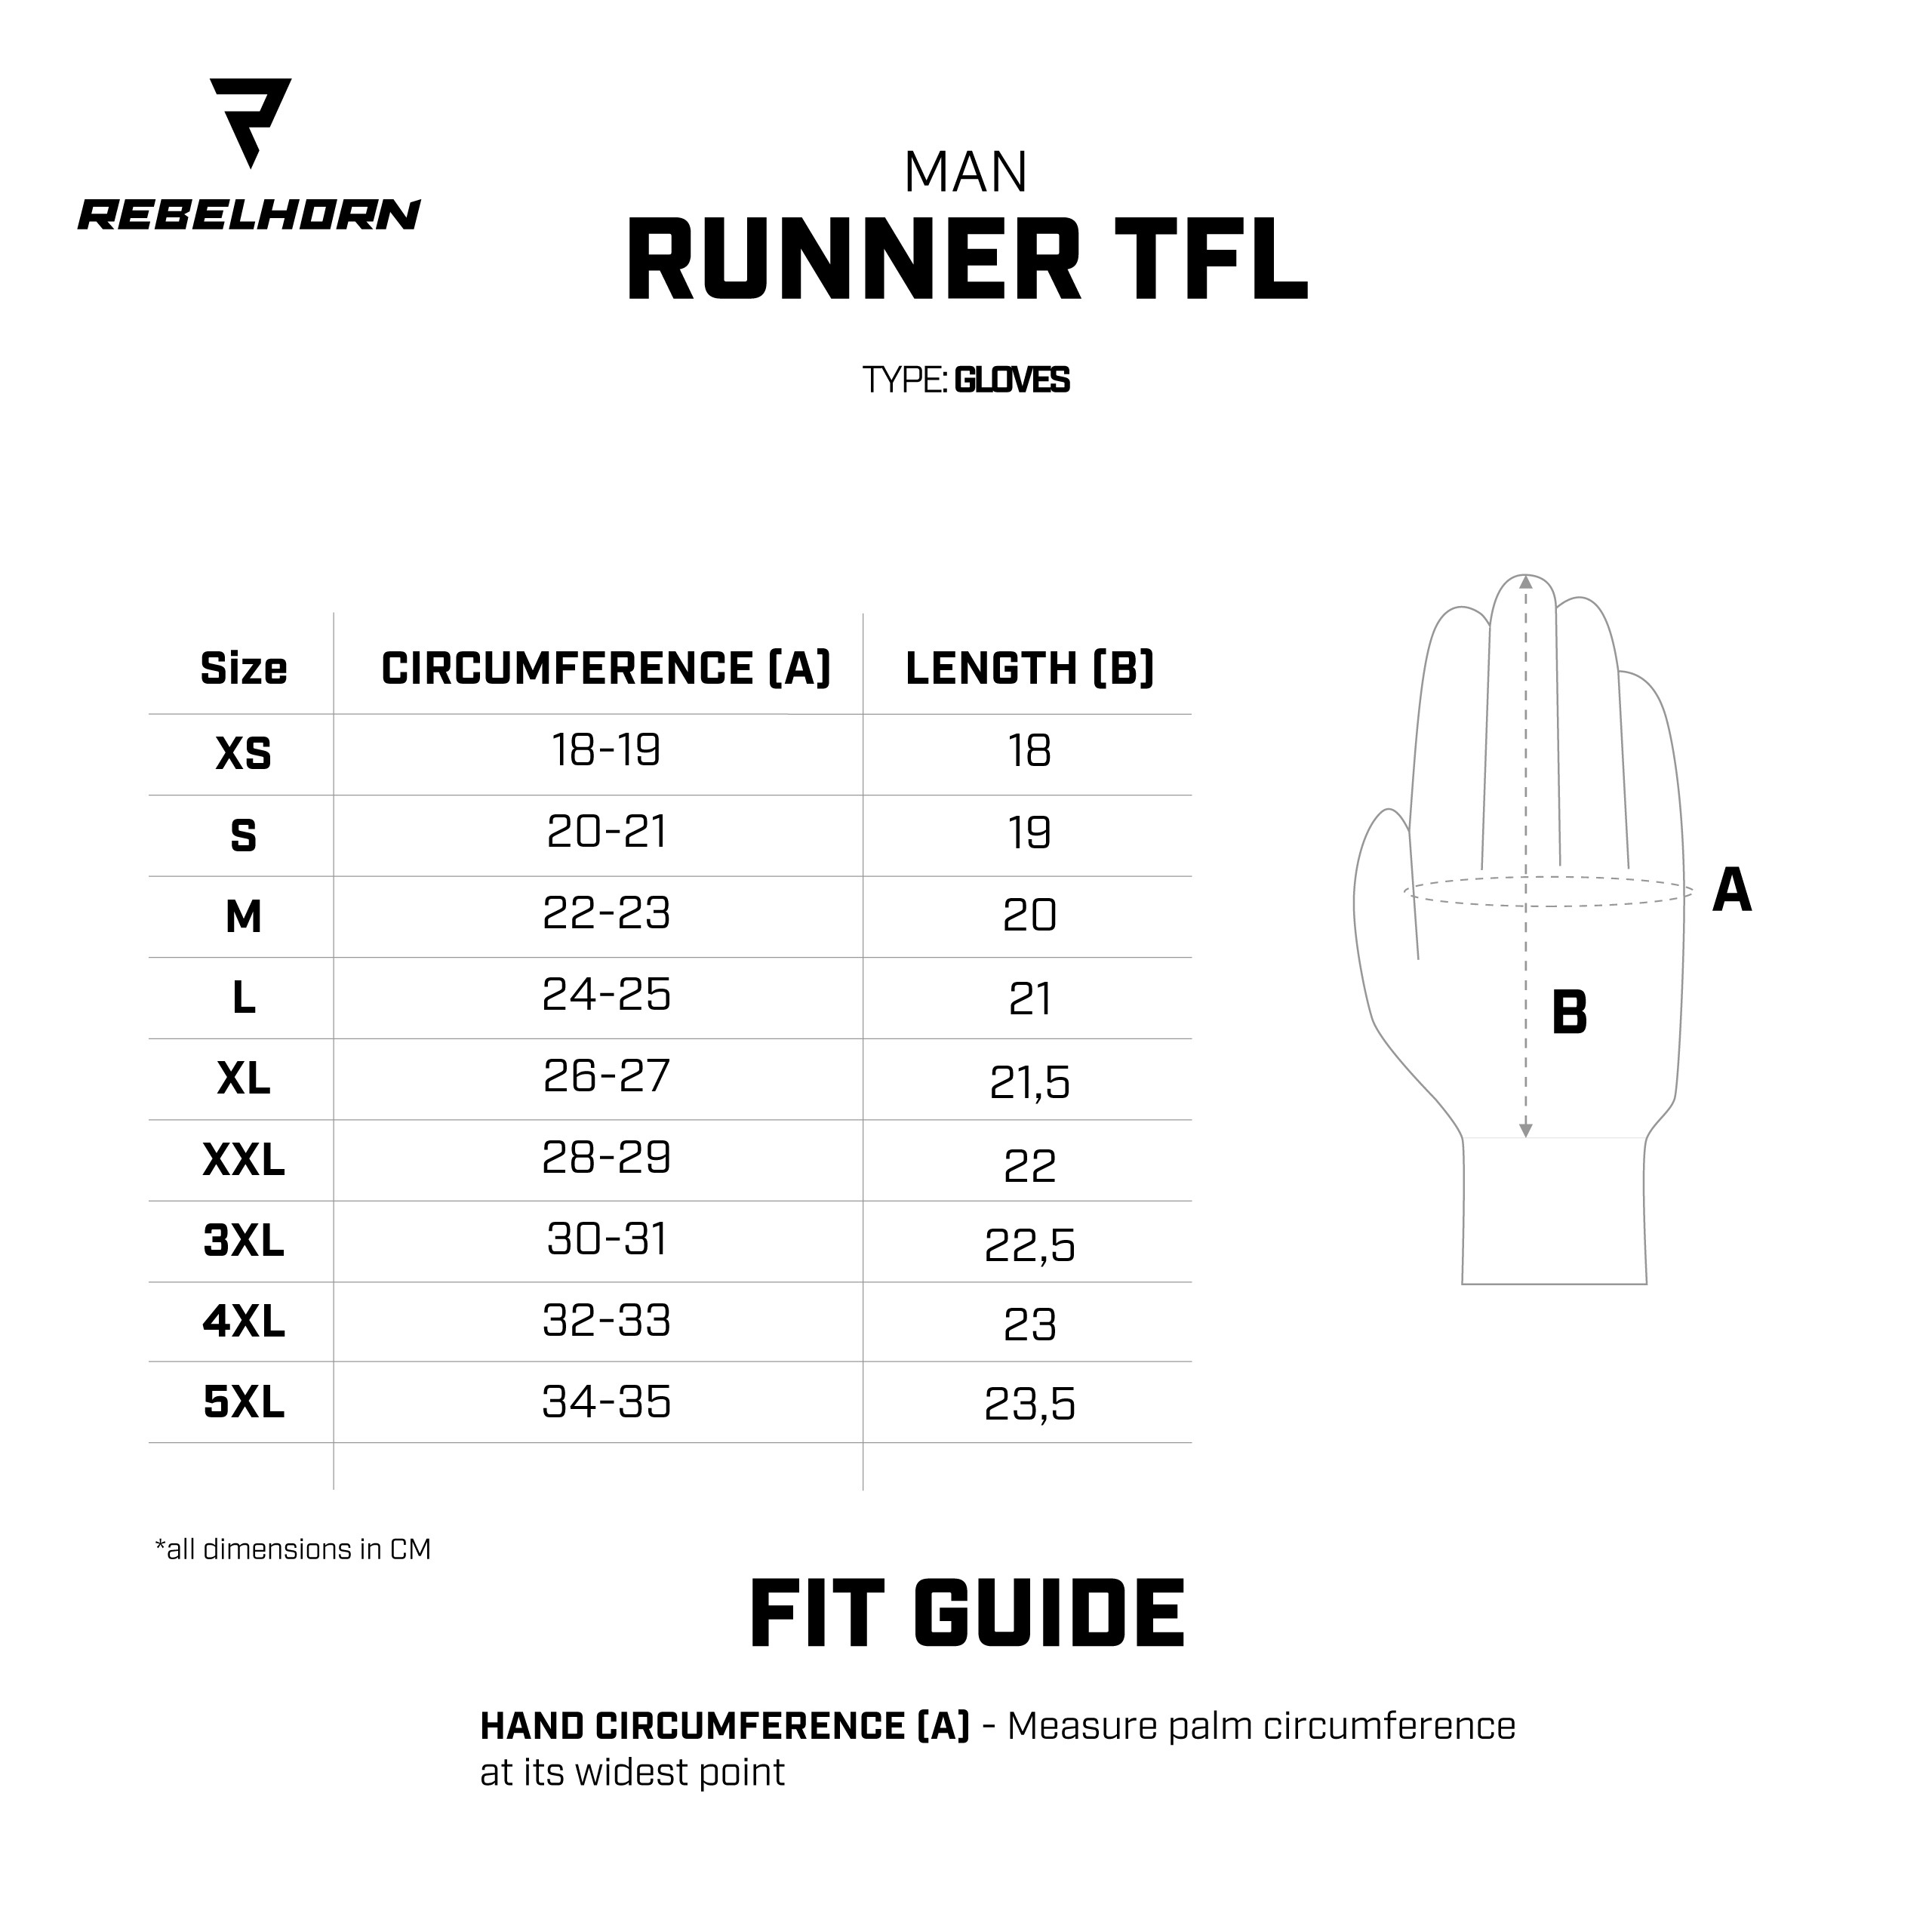 REBELHORN
MAN
RUNNER TFL
TYPE: GLOVES
Size CIRCUMFERENCE (A) LENGTH (B)
XS 18-19 18
S 20-21 19
M 22-23 20
L 24-25 21
XL 26-27 21,5
XXL 28-29 22
3XL 30-31 22,5
4XL 32-33 23
5XL 34-35 23,5
A
B
*all dimensions in CM
FIT GUIDE
HAND CIRCUMFERENCE (A) - Measure palm circumference
at its widest point